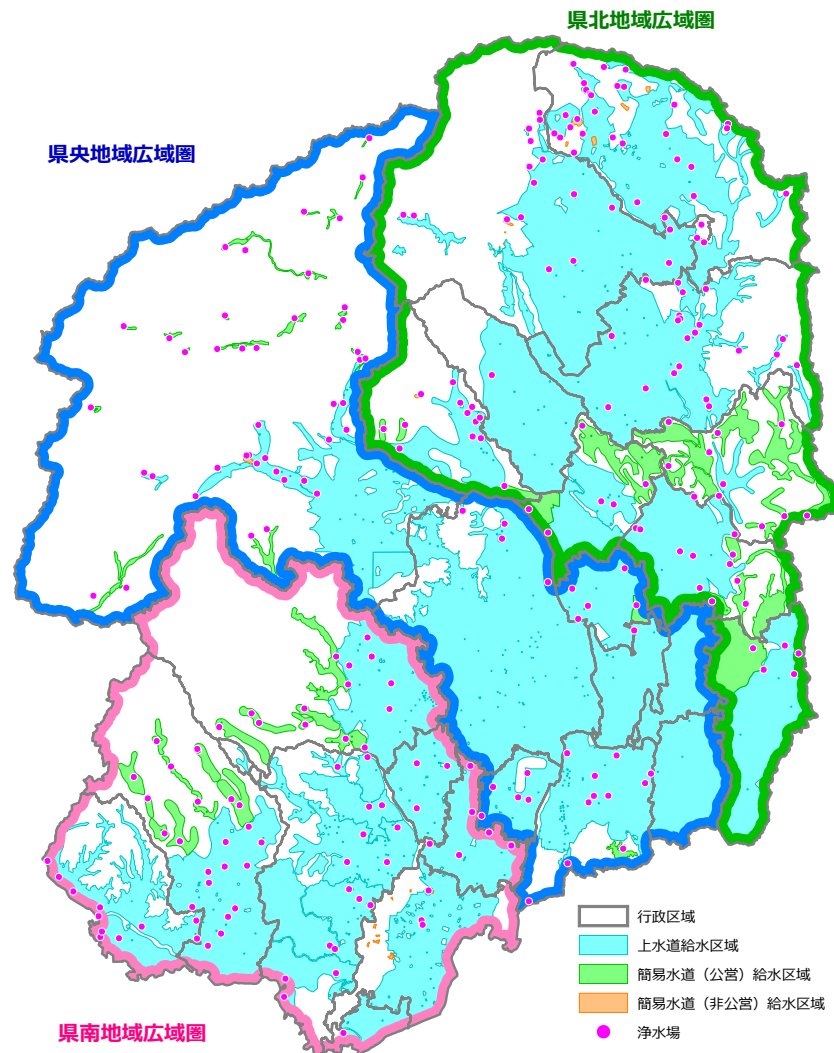 県北地域広域圏
県央地域広域圏
行政区域
上水道給水区域
簡易水道（公営）給水区域
簡易水道（非公営）給水区域
浄水場
県南地域広域圏